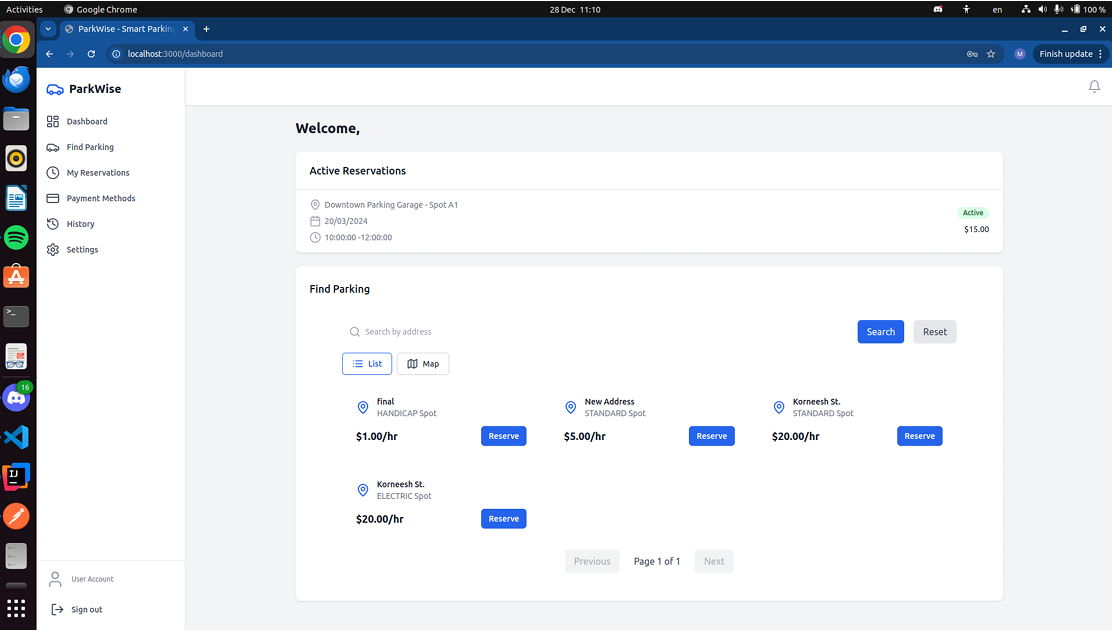 Activities
Google Chrome
28 Dec 11:10
en
100 %
ParkWise - Smart Parking
localhost:3000/dashboard
M
Finish update
ParkWise
Dashboard
Find Parking
My Reservations
Payment Methods
History
Settings
User Account
Sign out
Welcome,
Active Reservations
Downtown Parking Garage - Spot A1
20/03/2024
10:00:00 -12:00:00
Active
$15.00
Find Parking
Search by address
Search
Reset
List
Map
final
HANDICAP Spot
$1.00/hr
Reserve
New Address
STANDARD Spot
$5.00/hr
Reserve
Korneesh St.
STANDARD Spot
$20.00/hr
Reserve
Korneesh St.
ELECTRIC Spot
$20.00/hr
Reserve
Previous
Page 1 of 1
Next
16
IJ